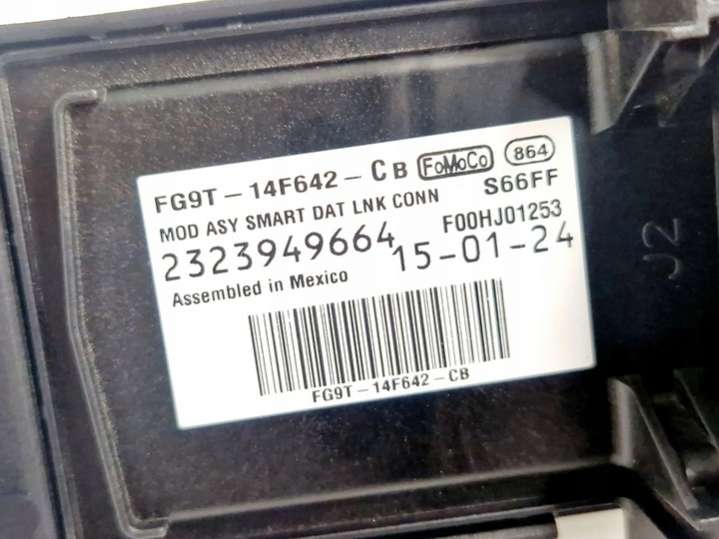 FG9T-14F642-CB FoMoCo 864
MOD ASY SMART DAT LNK CONN S66FF
2323949664 F00HJ01253
Assembled in Mexico 15-01-24
FG9T-14F642-CB
J2